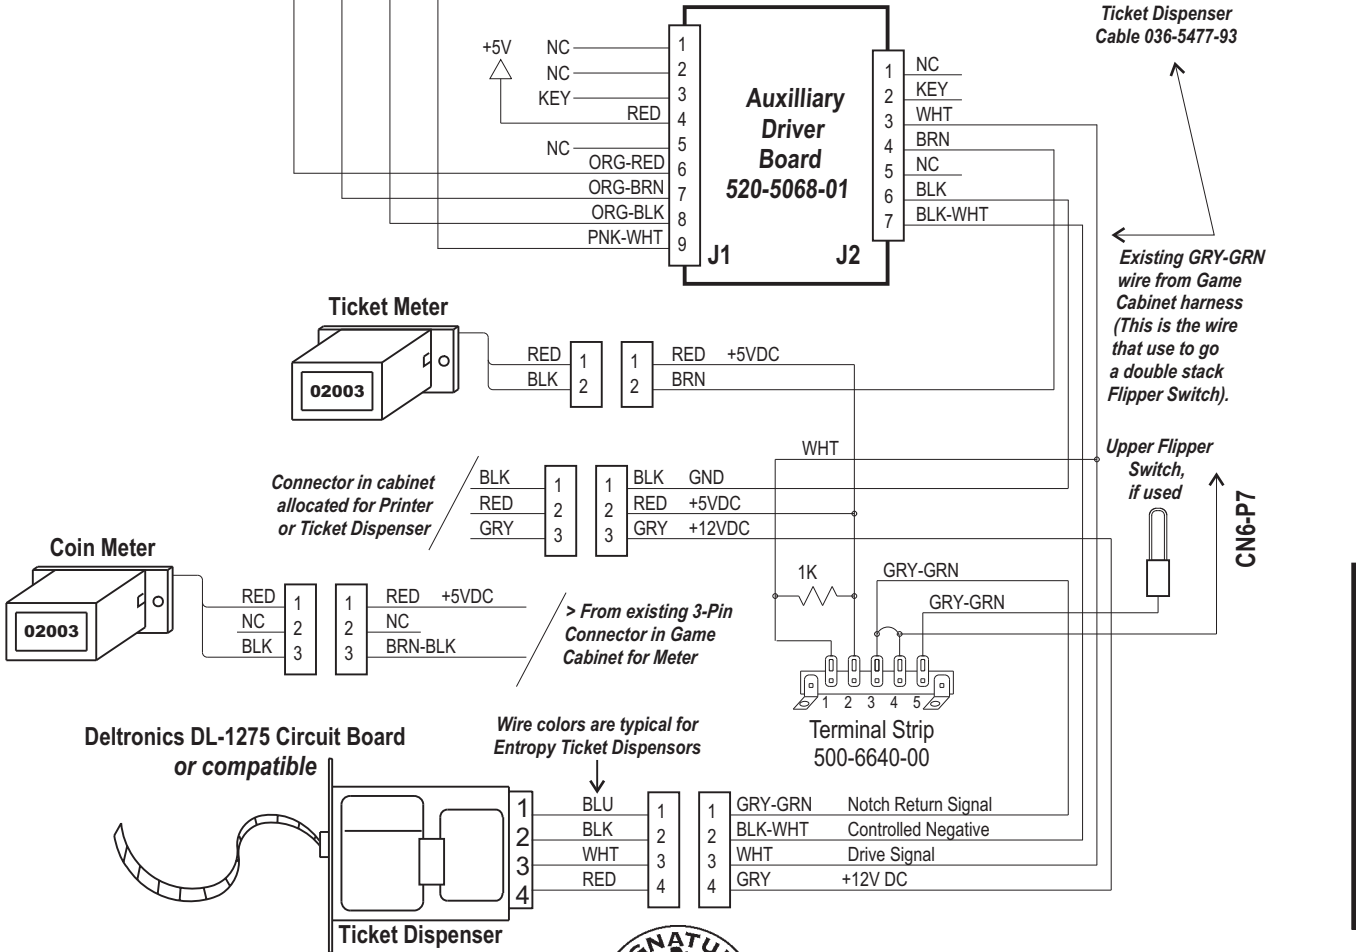 Ticket Dispenser
Cable 036-5477-93
+5V
NC
NC
KEY
RED
NC
ORG-RED
ORG-BRN
ORG-BLK
PNK-WHT
1
2
3
4
5
6
7
8
9
J1
Auxilliary
Driver
Board
520-5068-01
J2
1
2
3
4
5
6
7
NC
KEY
WHT
BRN
NC
BLK
BLK-WHT
Existing GRY-GRN
wire from Game
Cabinet harness
(This is the wire
that use to go
a double stack
Flipper Switch).
Ticket Meter
02003
RED 1
BLK 2
1 RED +5VDC
2 BRN
WHT
Upper Flipper
Switch,
if used
CN6-P7
Connector in cabinet
allocated for Printer
or Ticket Dispenser
BLK 1
RED 2
GRY 3
1 BLK GND
2 RED +5VDC
3 GRY +12VDC
Coin Meter
02003
RED 1
NC 2
BLK 3
1 RED +5VDC
2 NC
3 BRN-BLK
> From existing 3-Pin
Connector in Game
Cabinet for Meter
1K
GRY-GRN
GRY-GRN
1 2 3 4 5
Terminal Strip
500-6640-00
Deltronics DL-1275 Circuit Board
or compatible
Wire colors are typical for
Entropy Ticket Dispensors
1 BLU 1
2 BLK 2
3 WHT 3
4 RED 4
1 GRY-GRN Notch Return Signal
2 BLK-WHT Controlled Negative
3 WHT Drive Signal
4 GRY +12V DC
Ticket Dispenser